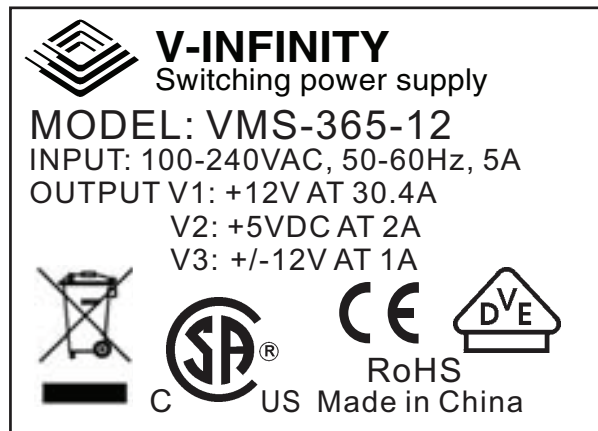 V-INFINITY
Switching power supply
MODEL: VMS-365-12
INPUT: 100-240VAC, 50-60Hz, 5A
OUTPUT V1: +12V AT 30.4A
V2: +5VDC AT 2A
V3: +/-12V AT 1A
SA ®
C US
CE
DVE
RoHS
Made in China